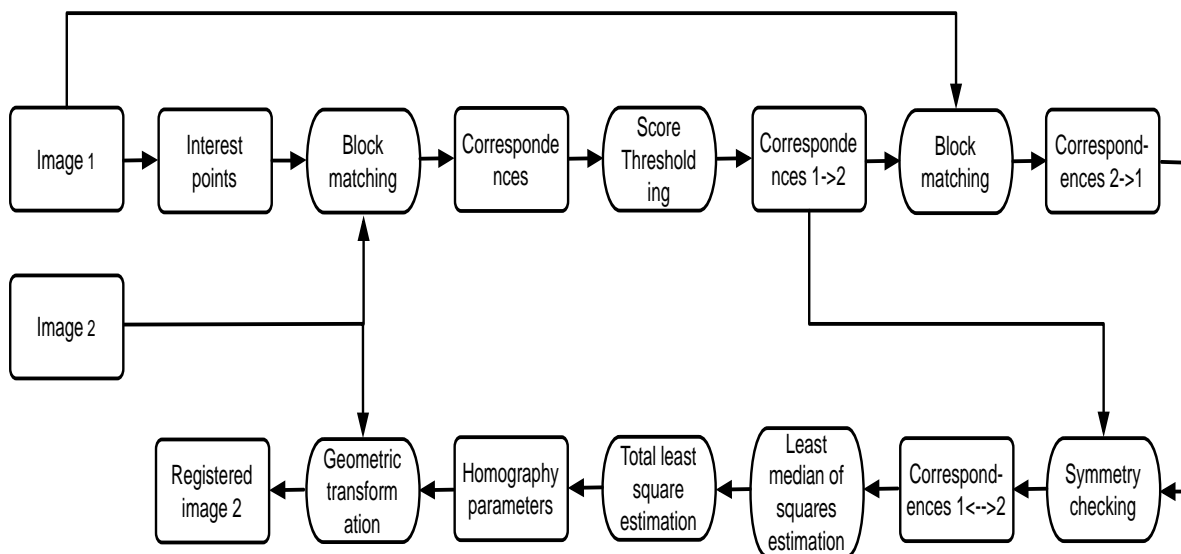 Image 1
Interest
points
Block
matching
Corresponde
nces
Score
Threshold
ing
Corresponde
nces 1->2
Block
matching
Correspond-
ences 2->1
Image 2
Registered
image 2
Geometric
transform
ation
Homography
parameters
Total least
square
estimation
Least
median of
squares
estimation
Correspond-
ences 1<-->2
Symmetry
checking